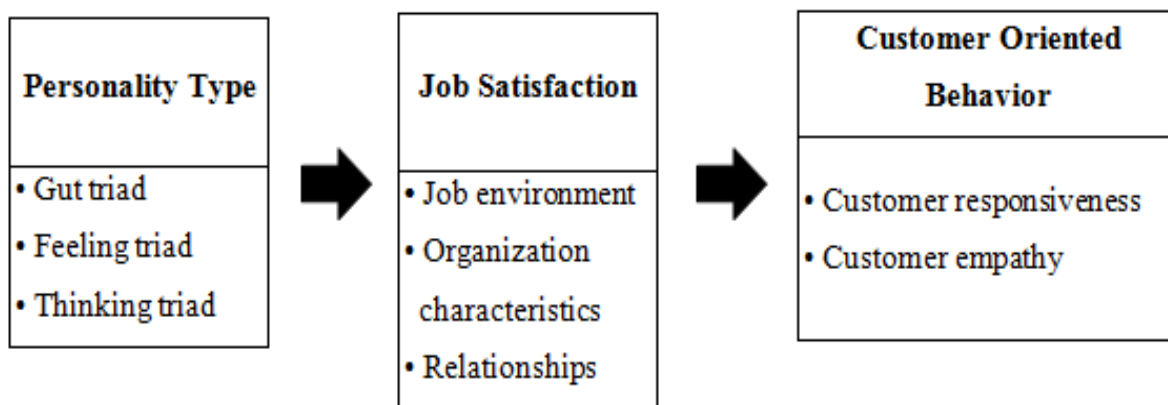 Personality Type
• Gut triad
• Feeling triad
• Thinking triad
Job Satisfaction
• Job environment
• Organization
characteristics
• Relationships
Customer Oriented
Behavior
• Customer responsiveness
• Customer empathy